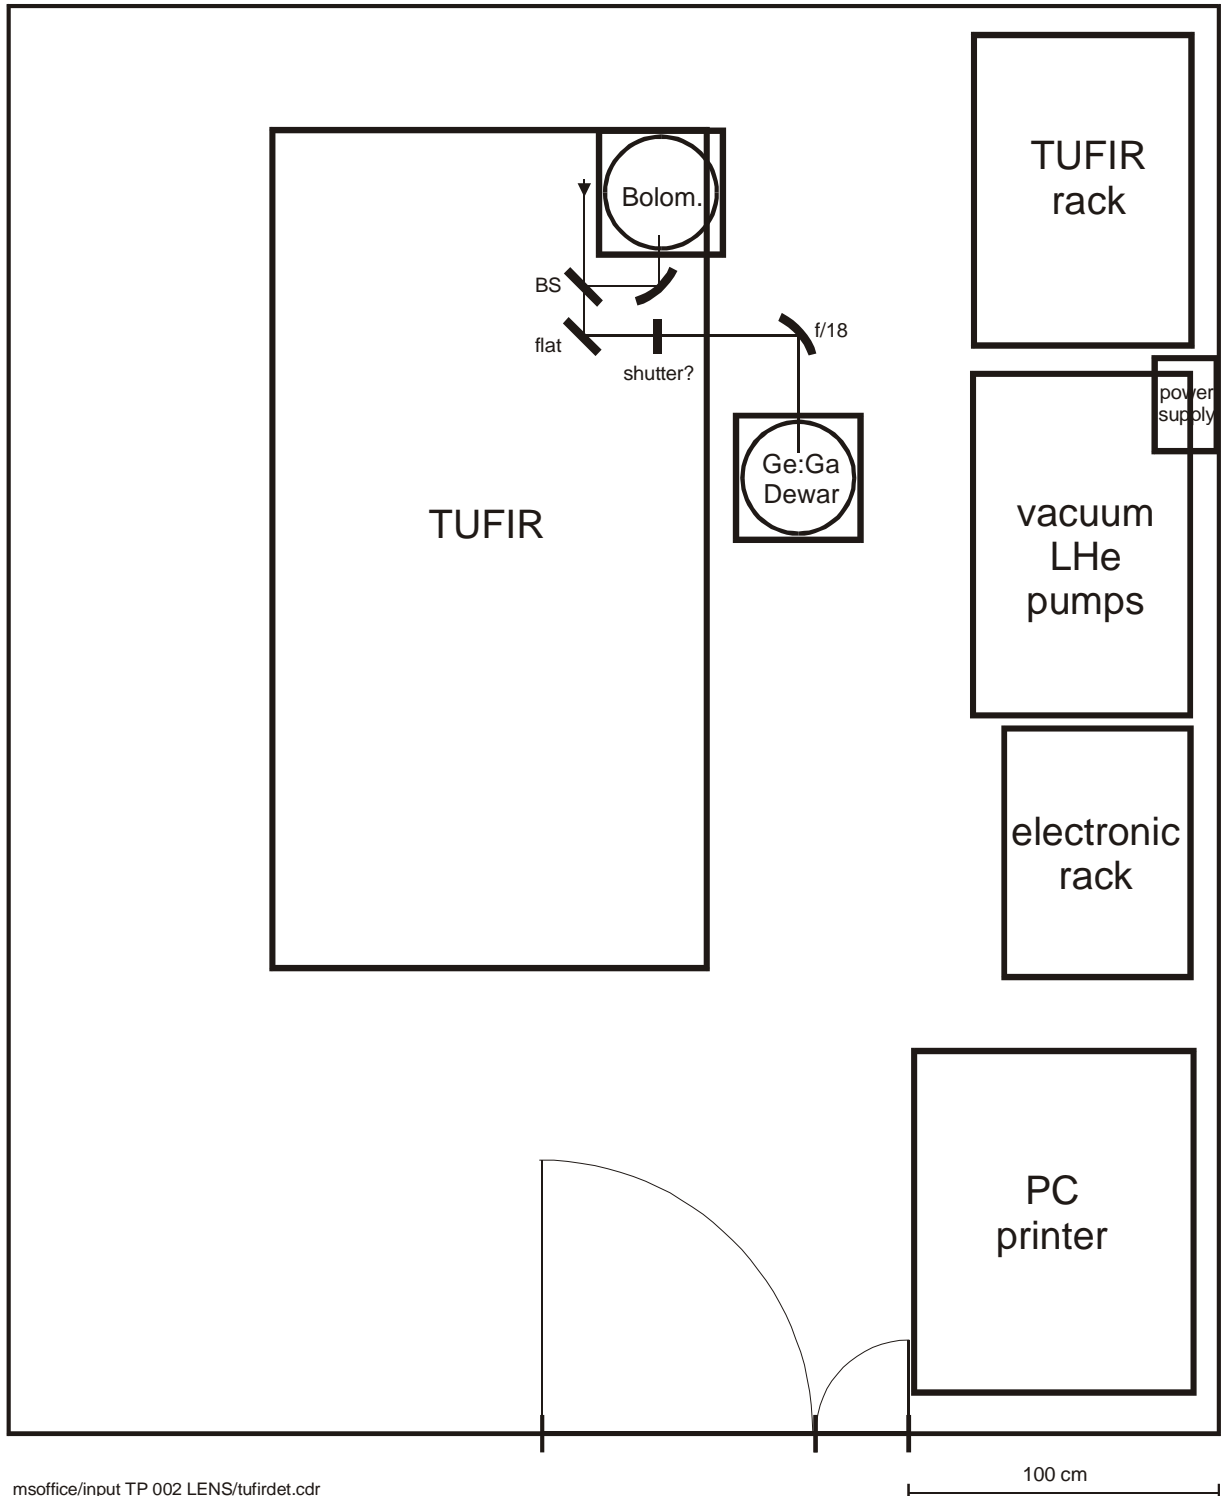 TUFIR
rack
Bolom.
BS
flat
f/18
shutter?
power
supply
Ge:Ga
Dewar
TUFIR
vacuum
LHe
pumps
electronic
rack
PC
printer
100 cm
msoffice/input TP 002 LENS/tufirdet.cdr